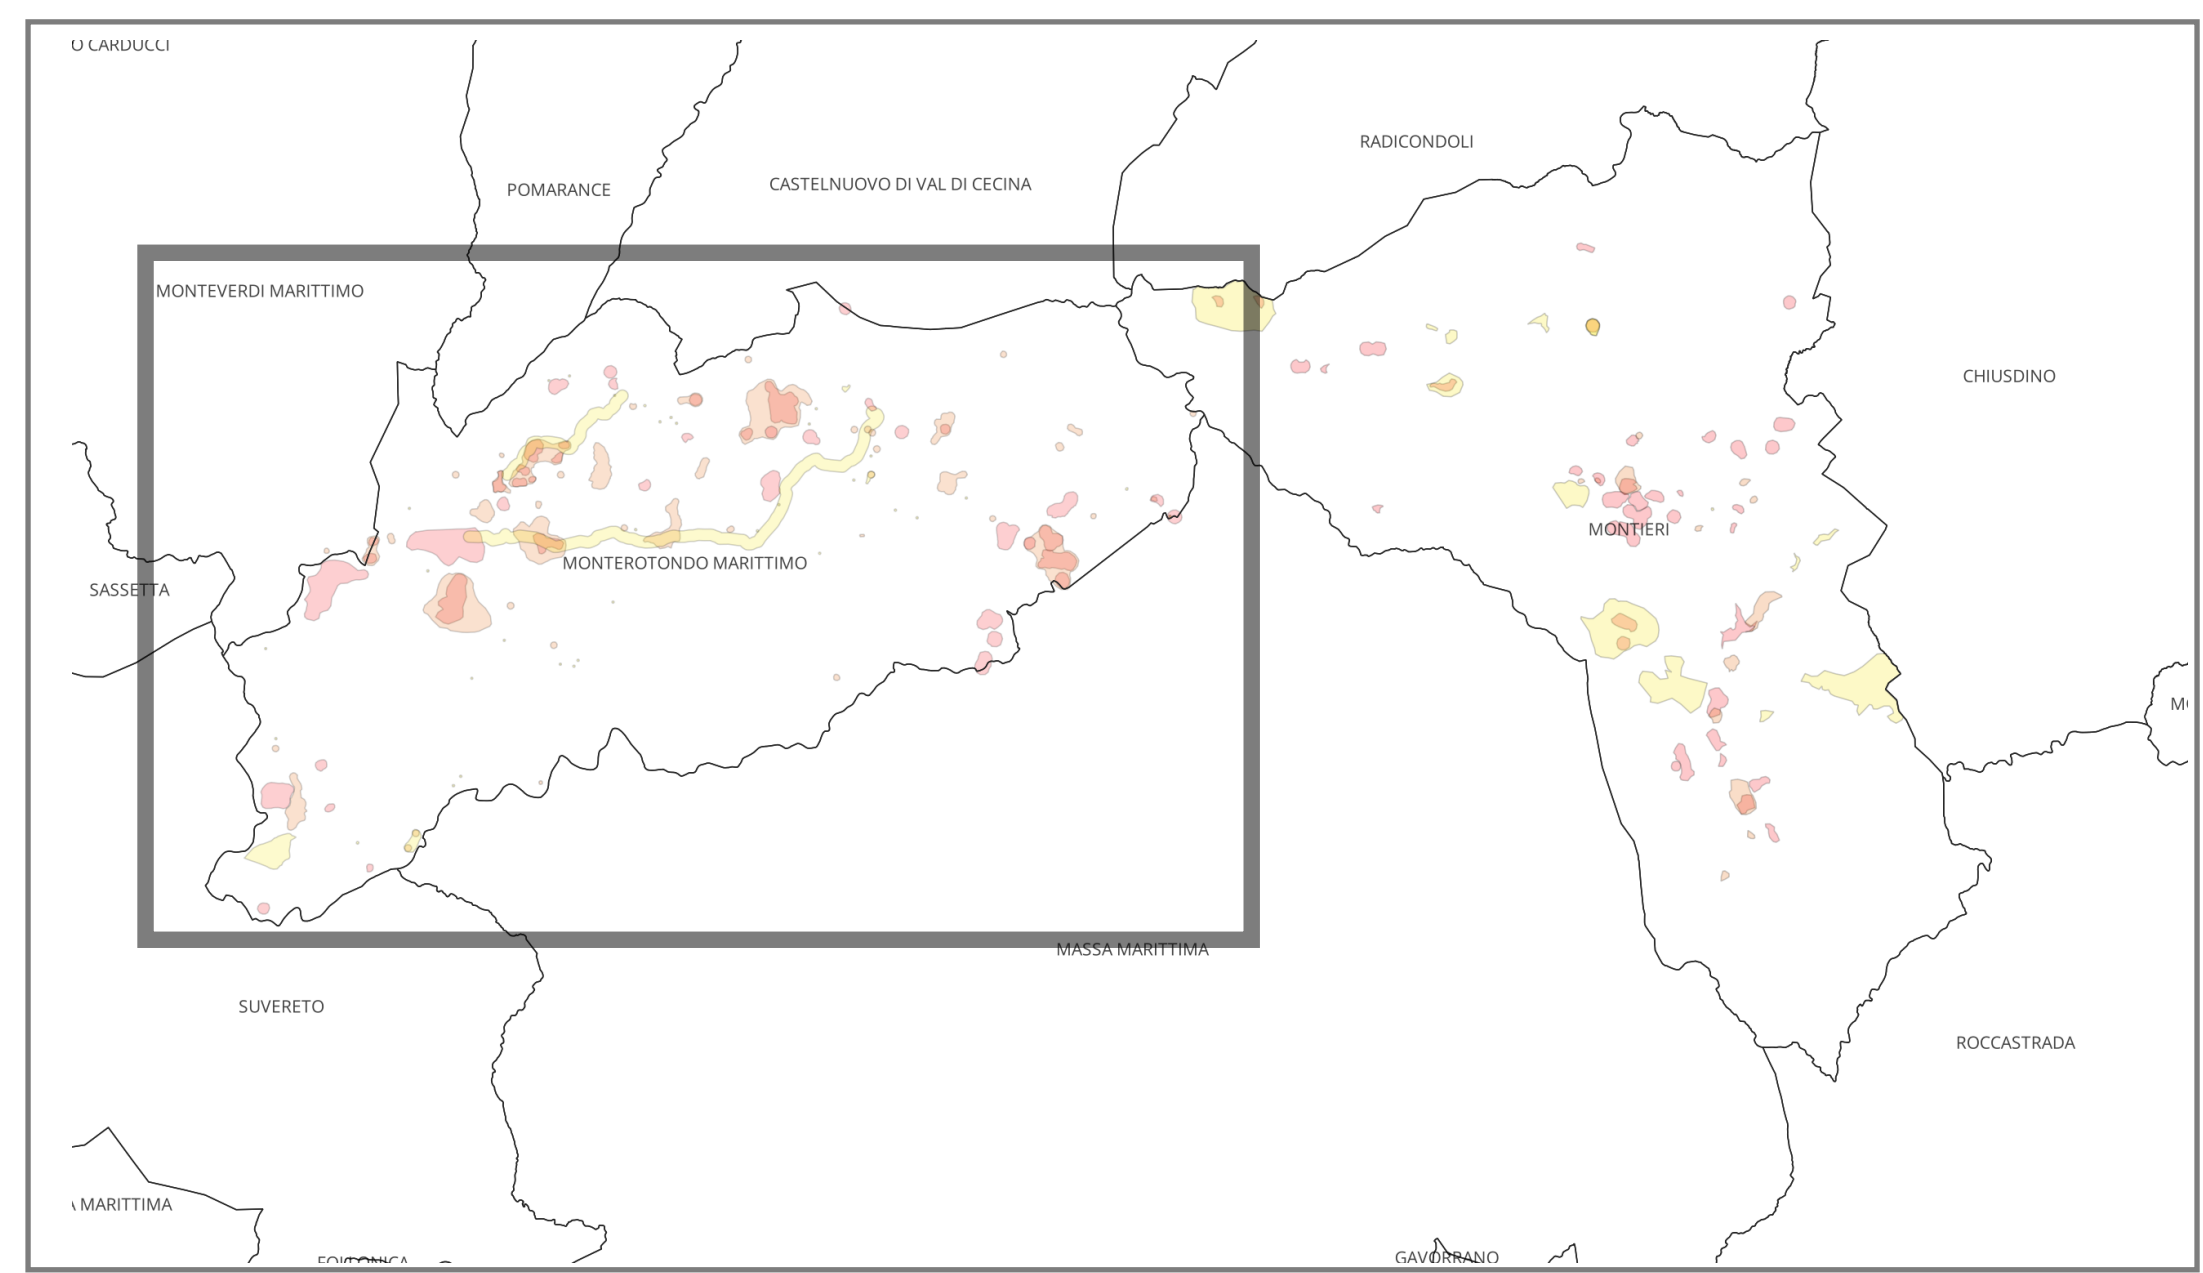 O CARDUCCI
RADICONDOLI
POMARANCE
CASTELNUOVO DI VAL DI CECINA
MONTEVERDI MARITTIMO
CHIUSDINO
MONTIERI
MONTEROTONDO MARITTIMO
SASSETTA
MASSA MARITTIMA
SUVERETO
ROCCASTRADA
MARITTIMA
GAVORRANO